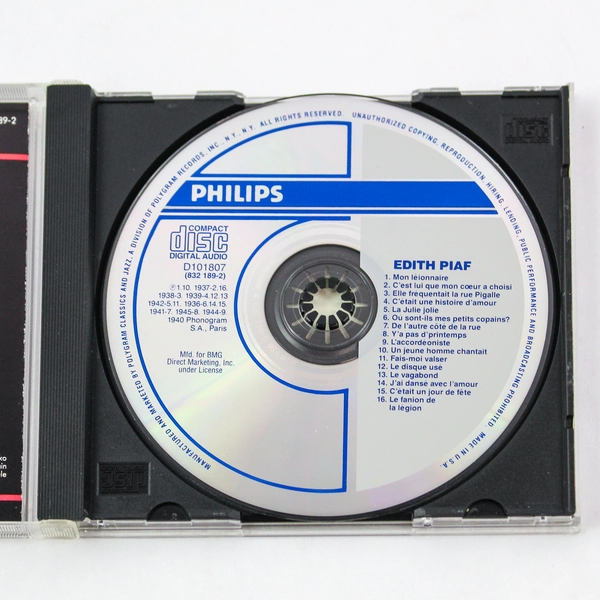 89-2
MANUFACTURED AND MARKETED BY POLYGRAM CLASSICS AND JAZZ, A DIVISION OF POLYGRAM RECORDS, INC., N.Y., N.Y. ALL RIGHTS RESERVED. UNAUTHORIZED COPYING, REPRODUCTION, HIRING, LENDING, PUBLIC PERFORMANCE AND BROADCASTING PROHIBITED. MADE IN U.S.A.
PHILIPS
COMPACT
disc
DIGITAL AUDIO
D101807
(832 189-2)
℗1.10. 1937-2.16.
1938-3. 1939-4.12.13
1942-5.11. 1936-6.14.15.
1941-7. 1945-8. 1944-9.
1940 Phonogram
S.A., Paris
Mfd. for BMG
Direct Marketing, Inc.
under License
EDITH PIAF
1. Mon léionnaire
2. C'est lui que mon cœur a choisi
3. Elle fréquentait la rue Pigalle
4. C'était une histoire d'amour
5. La Julie jolie
6. Ou sont-ils mes petits copains?
7. De l'autre côté de la rue
8. Y'a pas d'printemps
9. L'accordéoniste
10. Un jeune homme chantait
11. Fais-moi valser
12. Le disque usé
13. Le vagabond
14. J'ai dansé avec l'amour
15. C'était un jour de fête
16. Le fanion de
la légion